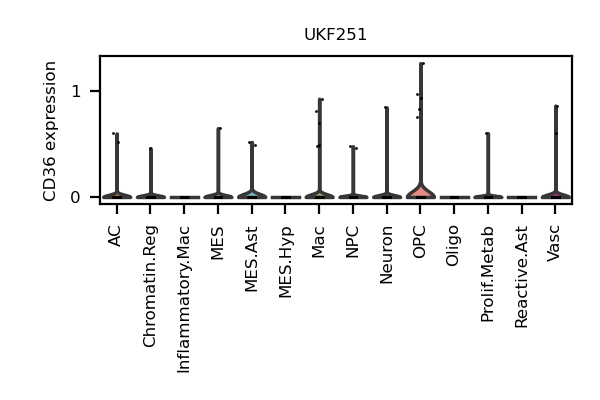 UKF251
CD36 expression
1
0
AC
Chromatin.Reg
Inflammatory.Mac
MES
MES.Ast
MES.Hyp
Mac
NPC
Neuron
OPC
Oligo
Prolif.Metab
Reactive.Ast
Vasc